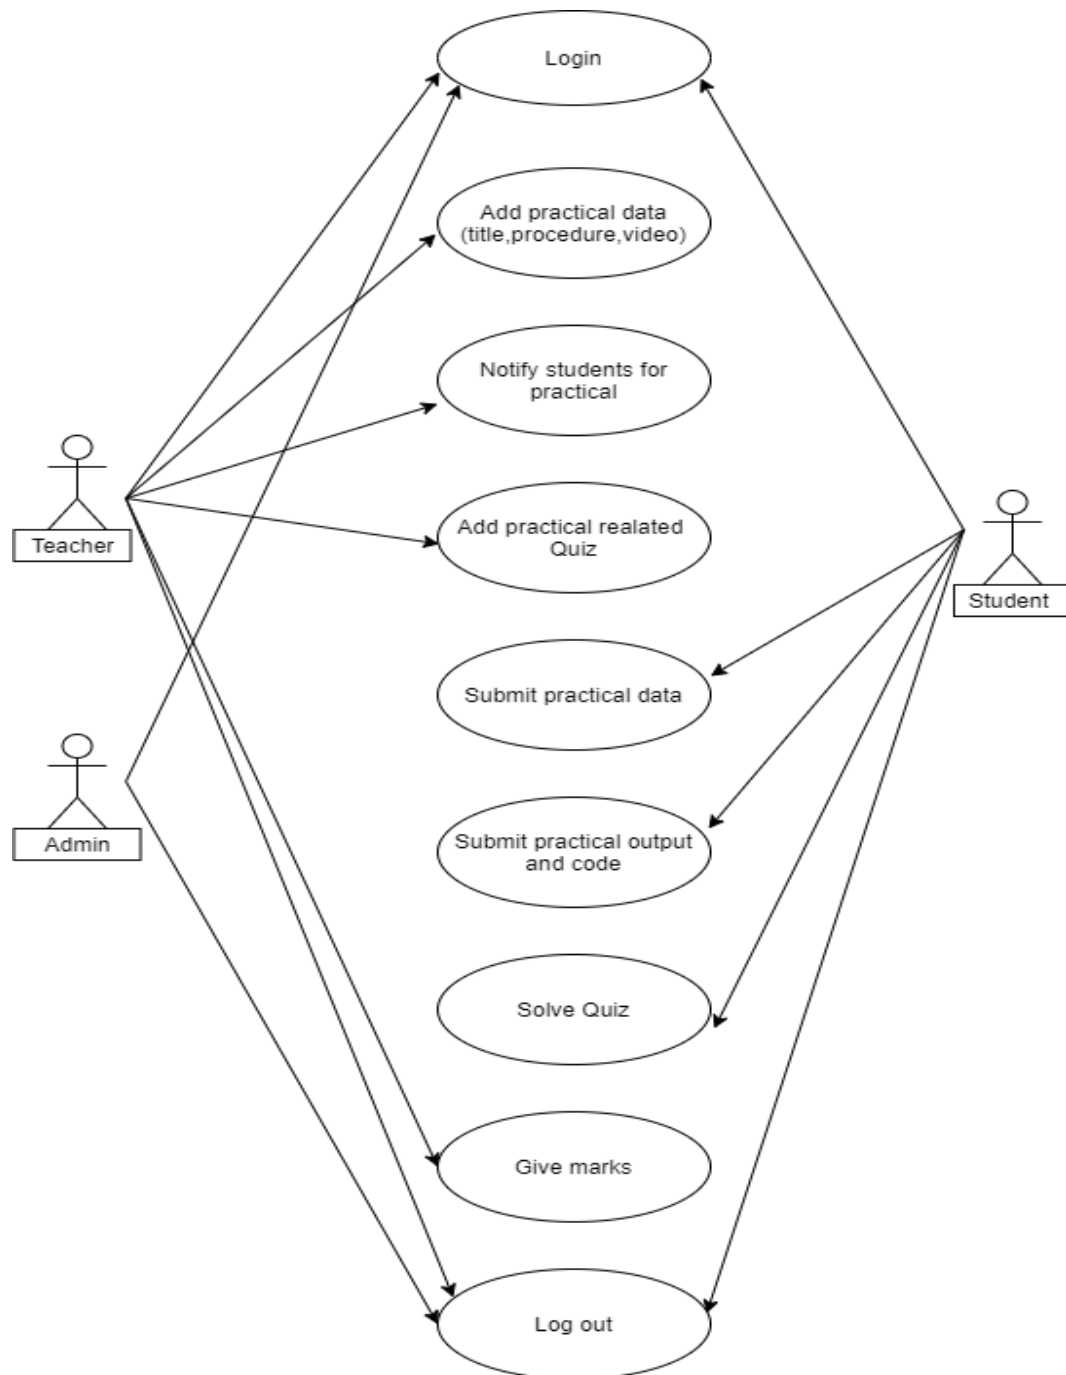 Login
Add practical data
(title,procedure,video)
Notify students for
practical
Teacher
Add practical realated
Quiz
Student
Submit practical data
Admin
Submit practical output
and code
Solve Quiz
Give marks
Log out